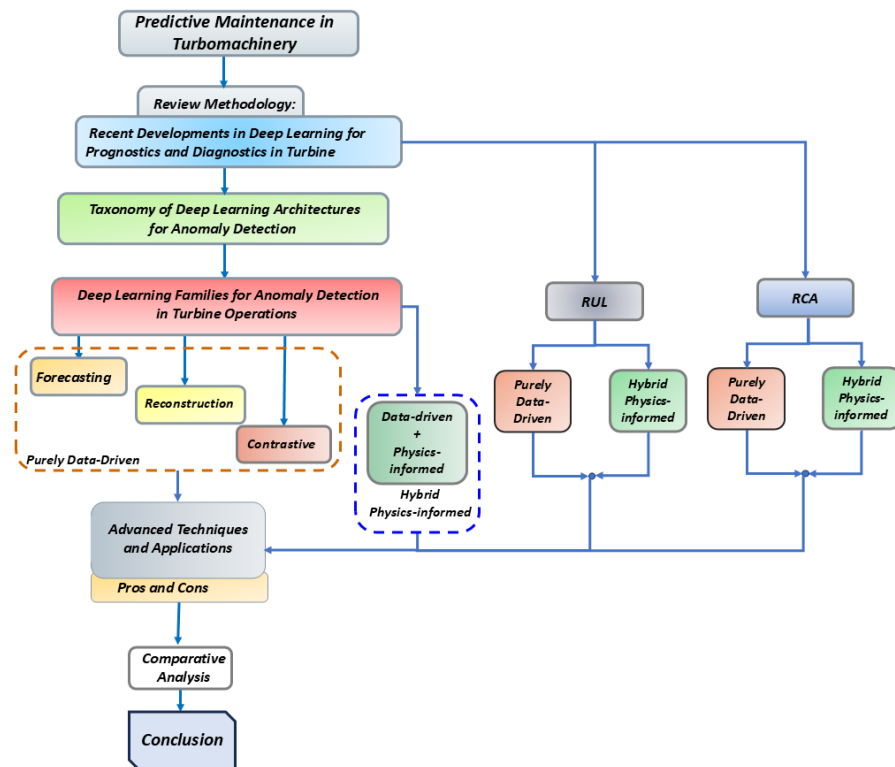 Predictive Maintenance in
Turbomachinery
Review Methodology:
Recent Developments in Deep Learning for
Prognostics and Diagnostics in Turbine
Taxonomy of Deep Learning Architectures
for Anomaly Detection
Deep Learning Families for Anomaly Detection
in Turbine Operations
Forecasting
Reconstruction
Contrastive
Purely Data-Driven
Data-driven
+
Physics-
informed
Hybrid
Physics-informed
RUL
Purely
Data-
Driven
Hybrid
Physics-
informed
RCA
Purely
Data-
Driven
Hybrid
Physics-
informed
Advanced Techniques
and Applications
Pros and Cons
Comparative
Analysis
Conclusion